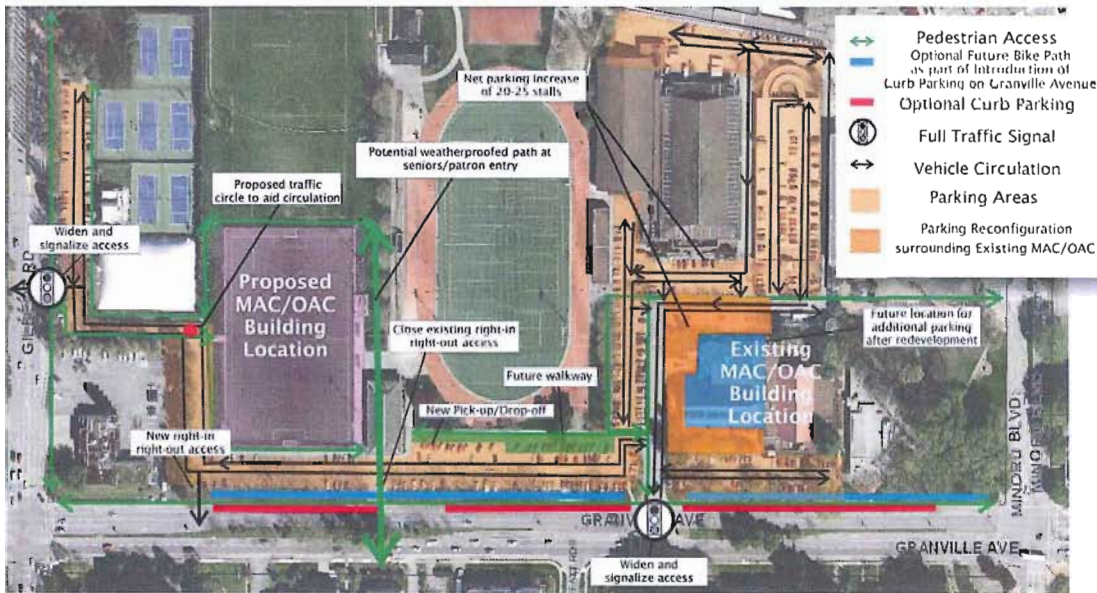 Pedestrian Access
Optional Future Bike Path
as part of Introduction of
Curb Parking on Granville Avenue
Optional Curb Parking
Full Traffic Signal
Vehicle Circulation
Parking Areas
Parking Reconfiguration
surrounding Existing MAC/OAC
Net parking increase
of 20-25 stalls
Potential weatherproofed path at
seniors/patron entry
Proposed traffic
circle to aid circulation
Widen and
signalize access
Proposed
MAC/OAC
Building
Location
Close existing right-in
right-out access
Future walkway
New Pick-up/Drop-off
New right-in
right-out access
Existing
MAC/OAC
Building
Location
Future location for
additional parking
after redevelopment
MINORU BLVD
GRANVILLE AVE
GRANVILLE AVE
Widen and
signalize access